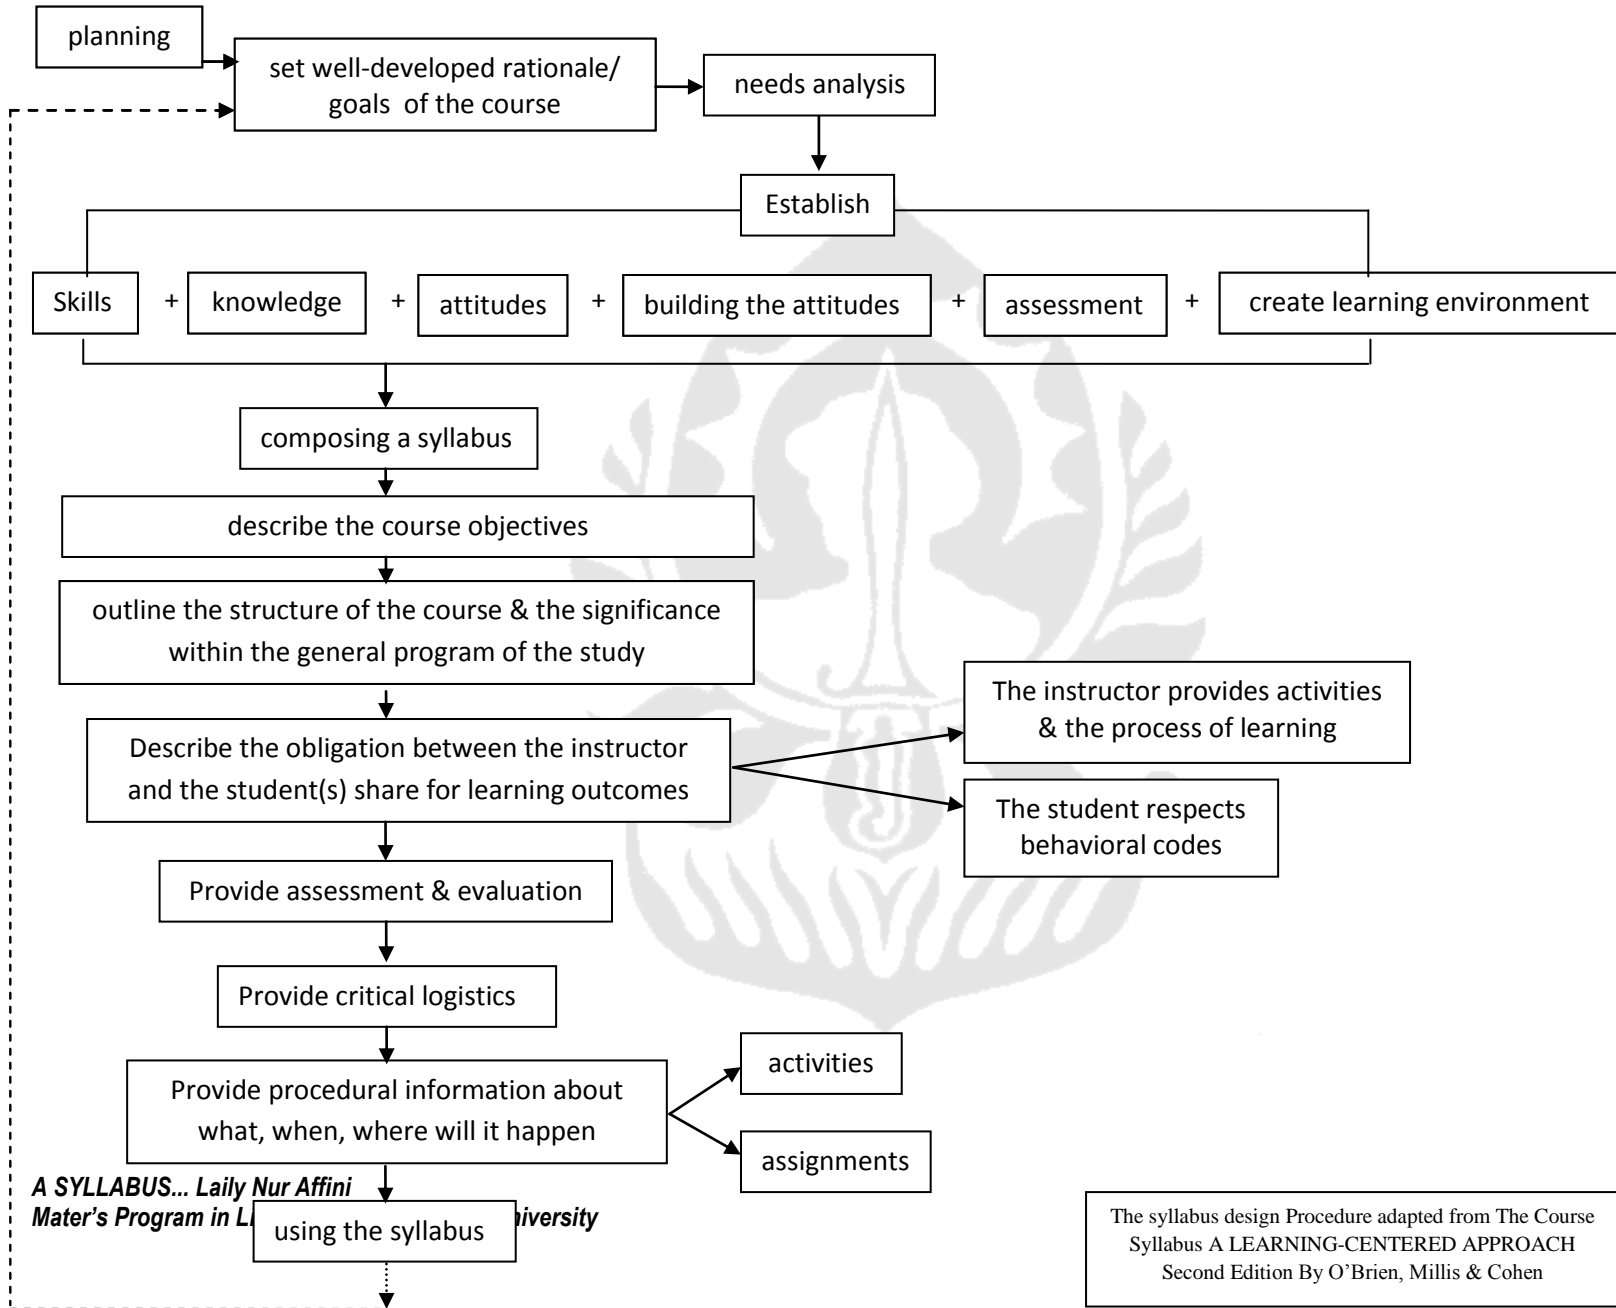 planning
set well-developed rationale/
goals of the course
needs analysis
Establish
Skills + knowledge + attitudes + building the attitudes + assessment + create learning environment
composing a syllabus
describe the course objectives
outline the structure of the course & the significance
within the general program of the study
Describe the obligation between the instructor
and the student(s) share for learning outcomes
The instructor provides activities
& the process of learning
The student respects
behavioral codes
Provide assessment & evaluation
Provide critical logistics
Provide procedural information about
what, when, where will it happen
activities
assignments
A SYLLABUS... Laily Nur Affini
Mater's Program in
using the syllabus
The syllabus design Procedure adapted from The Course
Syllabus A LEARNING-CENTERED APPROACH
Second Edition By O'Brien, Millis & Cohen